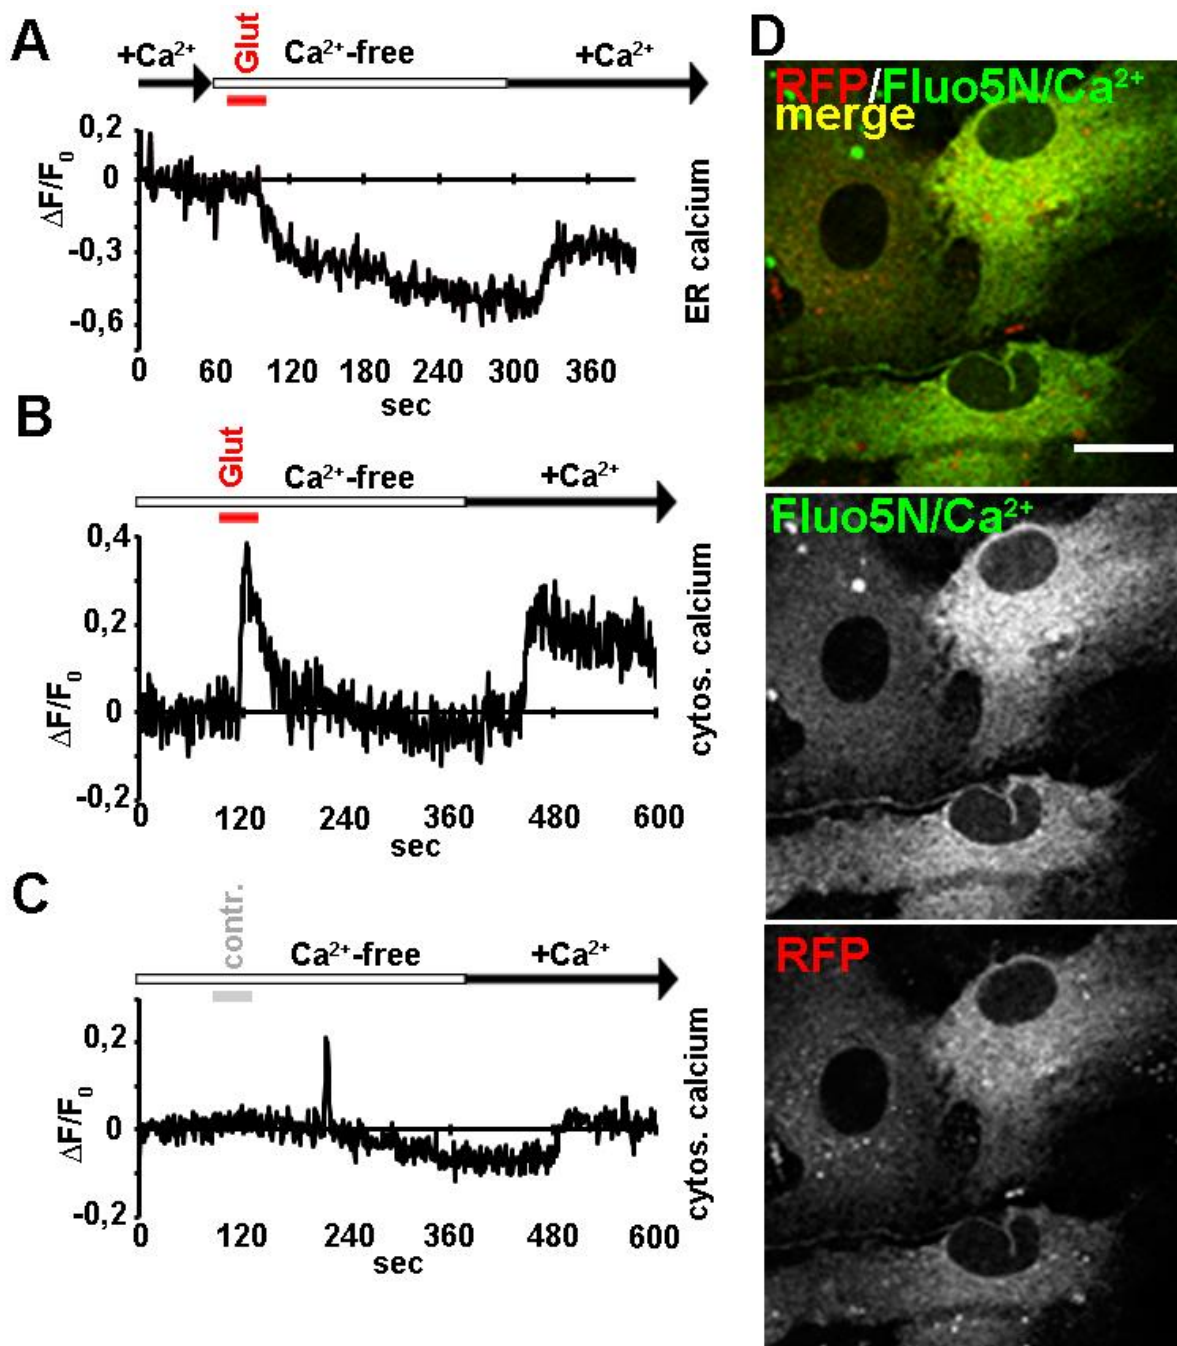 A
Glut
+Ca²⁺
Ca²⁺-free
+Ca²⁺
0,2
0
-0,3
-0,6
ΔF/F₀
ER calcium
0 60 120 180 240 300 360
sec
B
Glut
Ca²⁺-free
+Ca²⁺
0,4
0,2
0
-0,2
ΔF/F₀
cytos. calcium
0 120 240 360 480 600
sec
C
contr.
Ca²⁺-free
+Ca²⁺
0,2
0
-0,2
ΔF/F₀
cytos. calcium
0 120 240 360 480 600
sec
D
RFP/Fluo5N/Ca²⁺
merge
Fluo5N/Ca²⁺
RFP